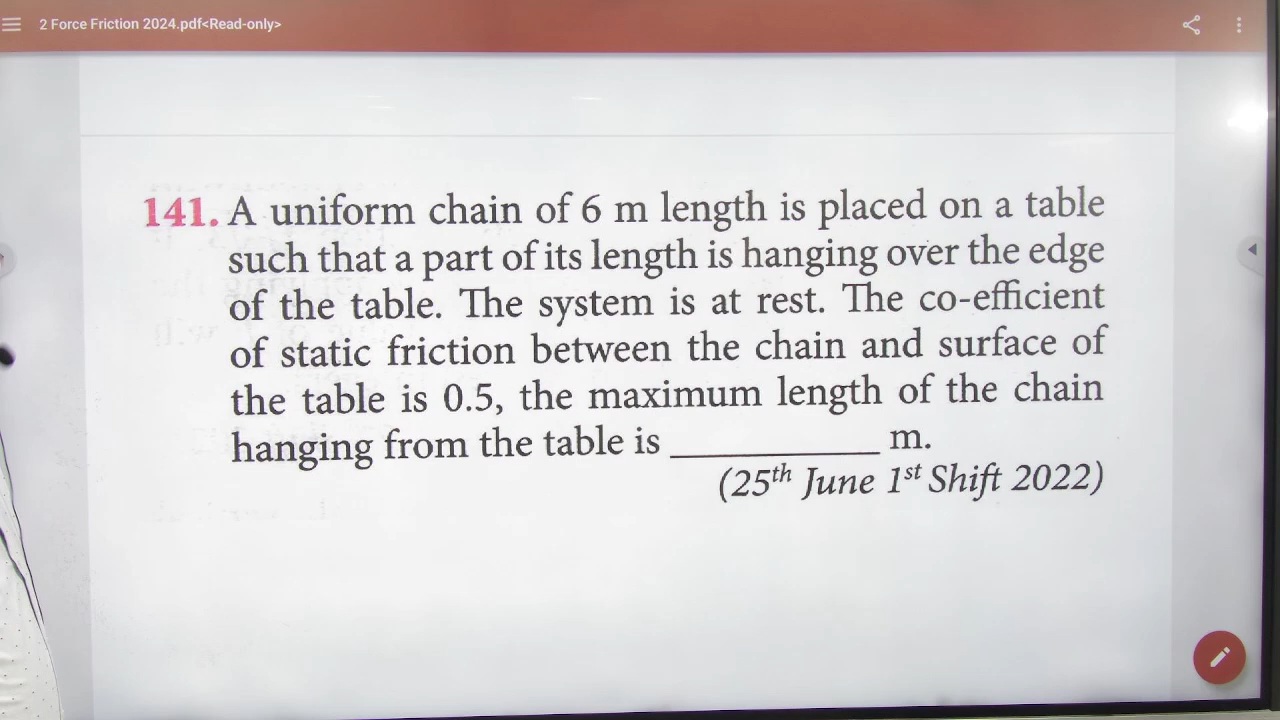 2 Force Friction 2024.pdf<Read-only>
141. A uniform chain of 6 m length is placed on a table
such that a part of its length is hanging over the edge
of the table. The system is at rest. The co-efficient
of static friction between the chain and surface of
the table is 0.5, the maximum length of the chain
hanging from the table is __________ m.
(25th June 1st Shift 2022)